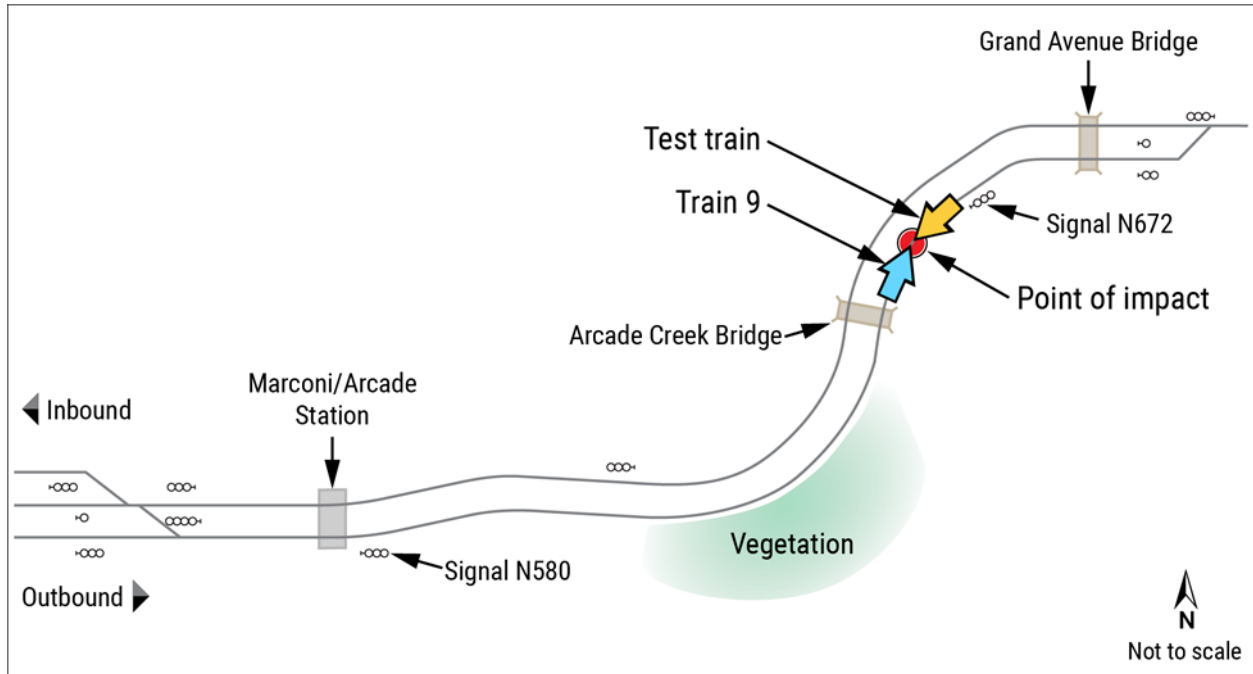 Grand Avenue Bridge
Test train
Train 9
Signal N672
Point of impact
Arcade Creek Bridge
Marconi/Arcade
Station
Inbound
Vegetation
Signal N580
Outbound
N
Not to scale